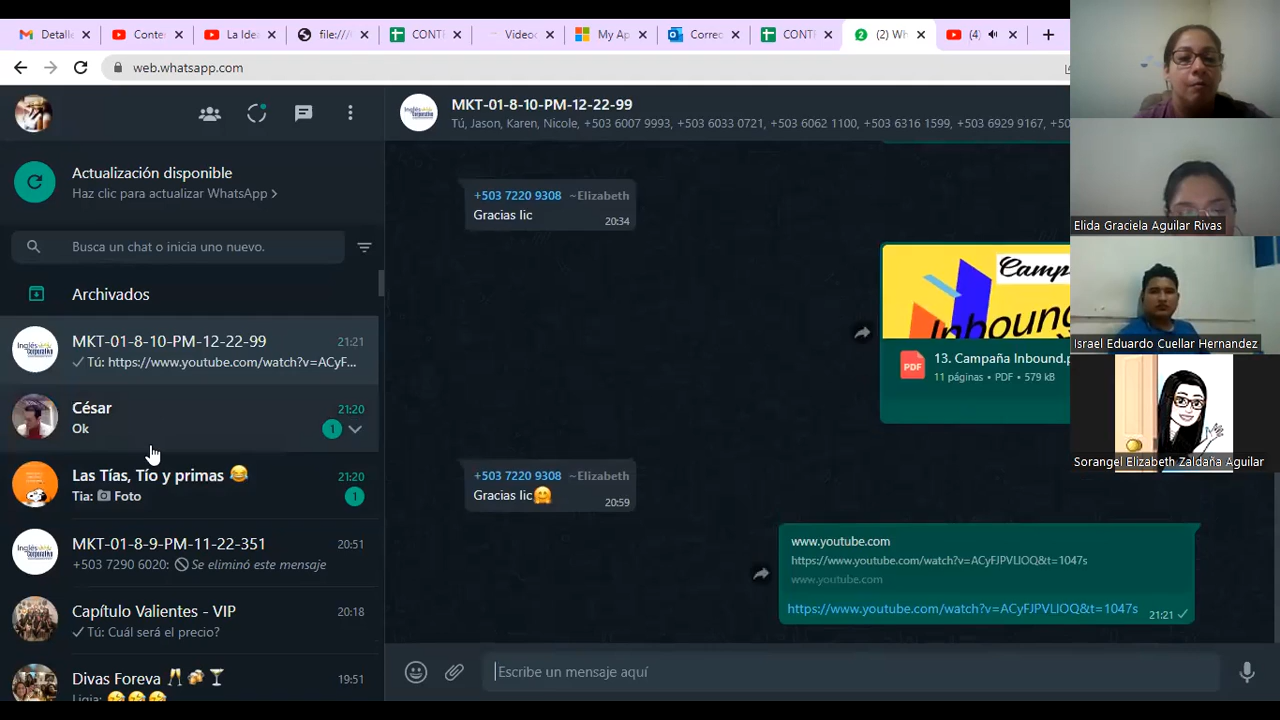 Detalle
Conter
La Ide
file:///
CONT
Videoc
My Ap
Correc
CONT
(2) Wh
(4)
web.whatsapp.com
MKT-01-8-10-PM-12-22-99
Tú, Jason, Karen, Nicole, +503 6007 9993, +503 6033 0721, +503 6062 1100, +503 6316 1599, +503 6929 9167, +50
Actualización disponible
Haz clic para actualizar WhatsApp >
Busca un chat o inicia uno nuevo.
Archivados
MKT-01-8-10-PM-12-22-99
21:21
Tú: https://www.youtube.com/watch?v=ACyF...
César
21:20
Ok
1
Las Tías, Tío y primas 😂
21:20
Tia: Foto
1
MKT-01-8-9-PM-11-22-351
20:51
+503 7290 6020: Se eliminó este mensaje
Capítulo Valientes - VIP
20:18
Tú: Cuál será el precio?
Divas Foreva 🥂🍻🍸
19:51
Ligia: 🤣🤣🤣
+503 7220 9308 ~Elizabeth
Gracias lic
20:34
Camp
Inboun
13. Campaña Inbound.p
PDF
11 páginas • PDF • 579 kB
+503 7220 9308 ~Elizabeth
Gracias lic🤗
20:59
www.youtube.com
https://www.youtube.com/watch?v=ACyFJPVLIOQ&t=1047s
www.youtube.com
https://www.youtube.com/watch?v=ACyFJPVLIOQ&t=1047s
21:21
Escribe un mensaje aquí
Elida Graciela Aguilar Rivas
Israel Eduardo Cuellar Hernandez
Sorangel Elizabeth Zaldaña Aguilar